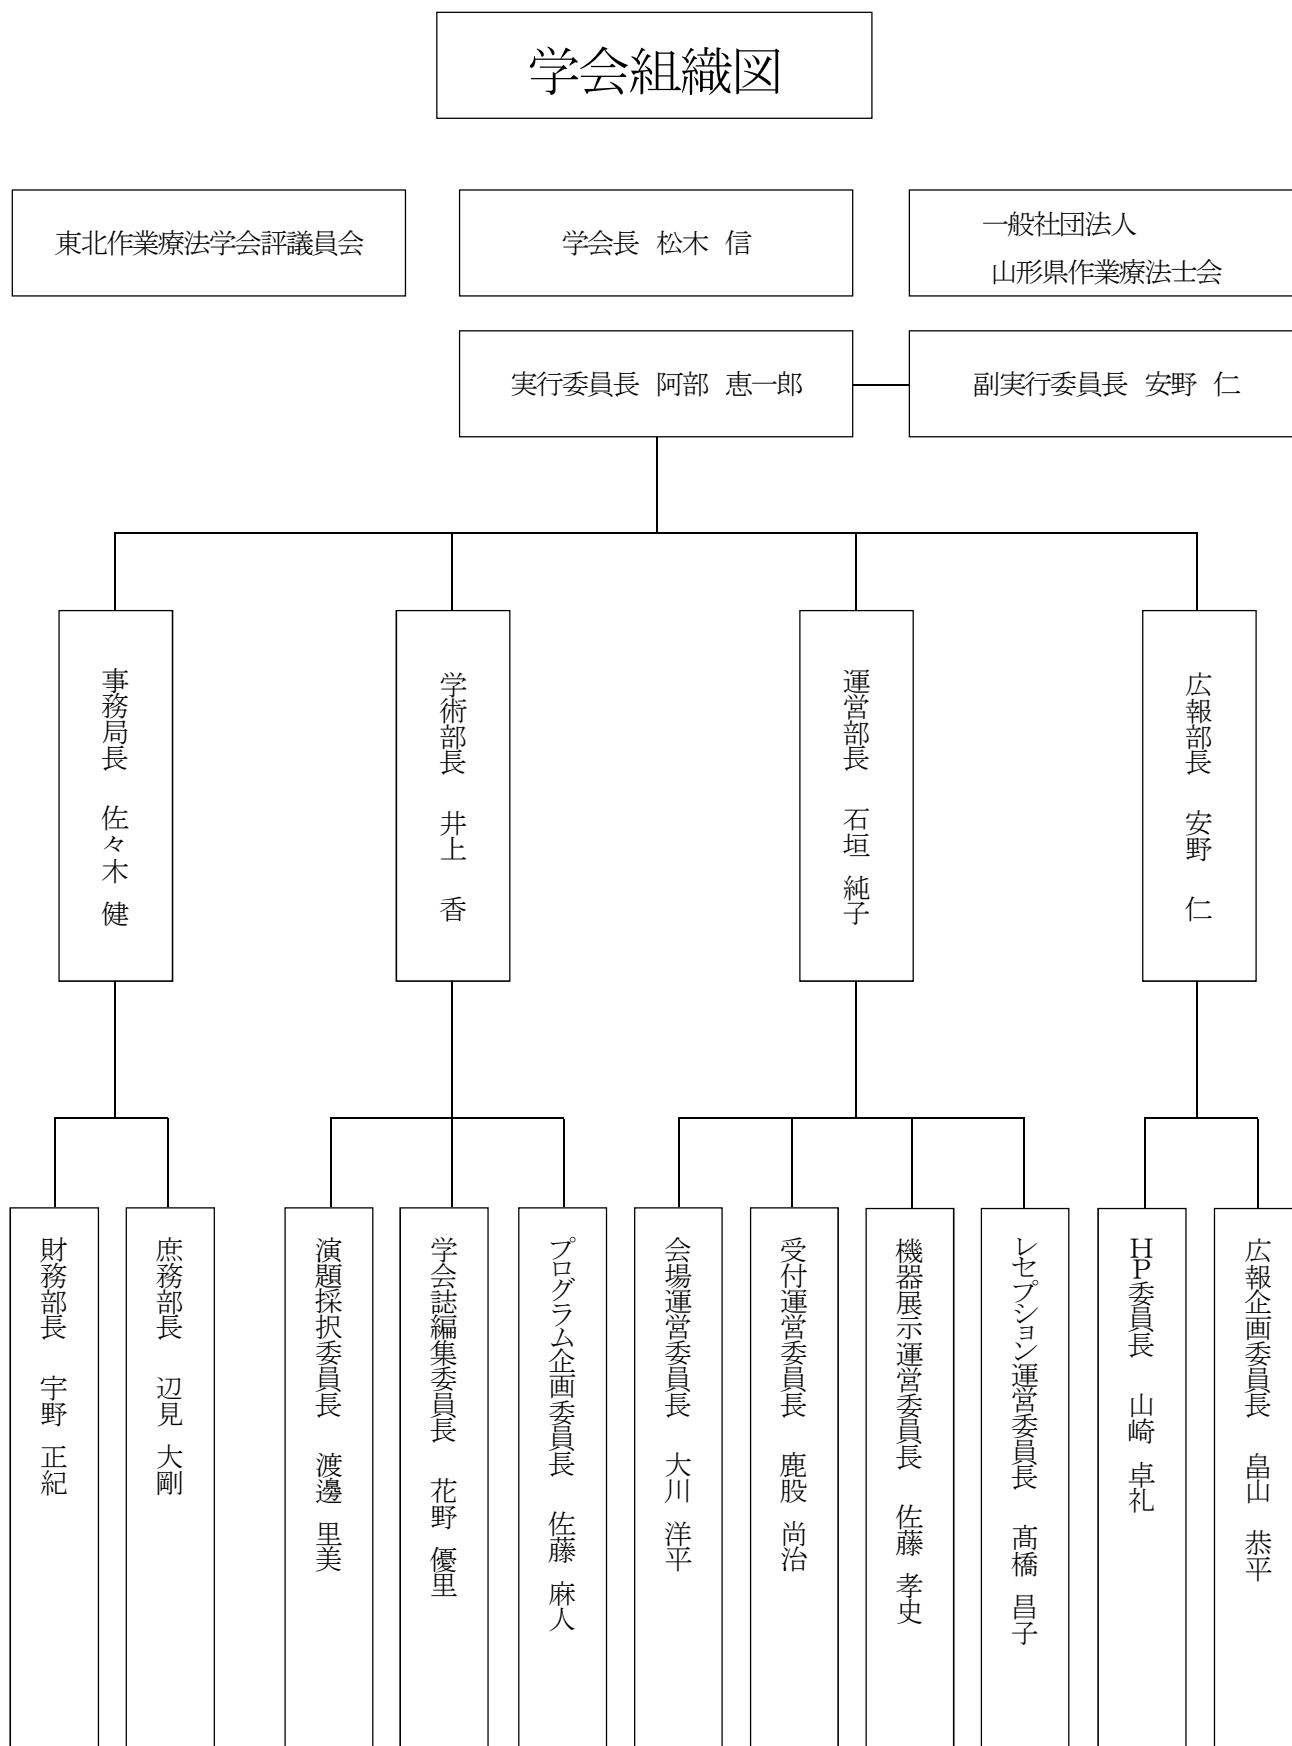 学会組織図
東北作業療法学会評議員会
学会長 松木 信
一般社団法人
山形県作業療法士会
実行委員長 阿部 恵一郎
副実行委員長 安野 仁
事務局長 佐々木 健
学術部長 井上 香
運営部長 石垣 純子
広報部長 安野 仁
財務部長 宇野 正紀
庶務部長 辺見 大剛
演題採択委員長 渡邊 里美
学会誌編集委員長 花野 優里
プログラム企画委員長 佐藤 麻人
会場運営委員長 大川 洋平
受付運営委員長 鹿股 尚治
機器展示運営委員長 佐藤 孝史
レセプション運営委員長 髙橋 昌子
HP委員長 山崎 卓礼
広報企画委員長 畠山 恭平